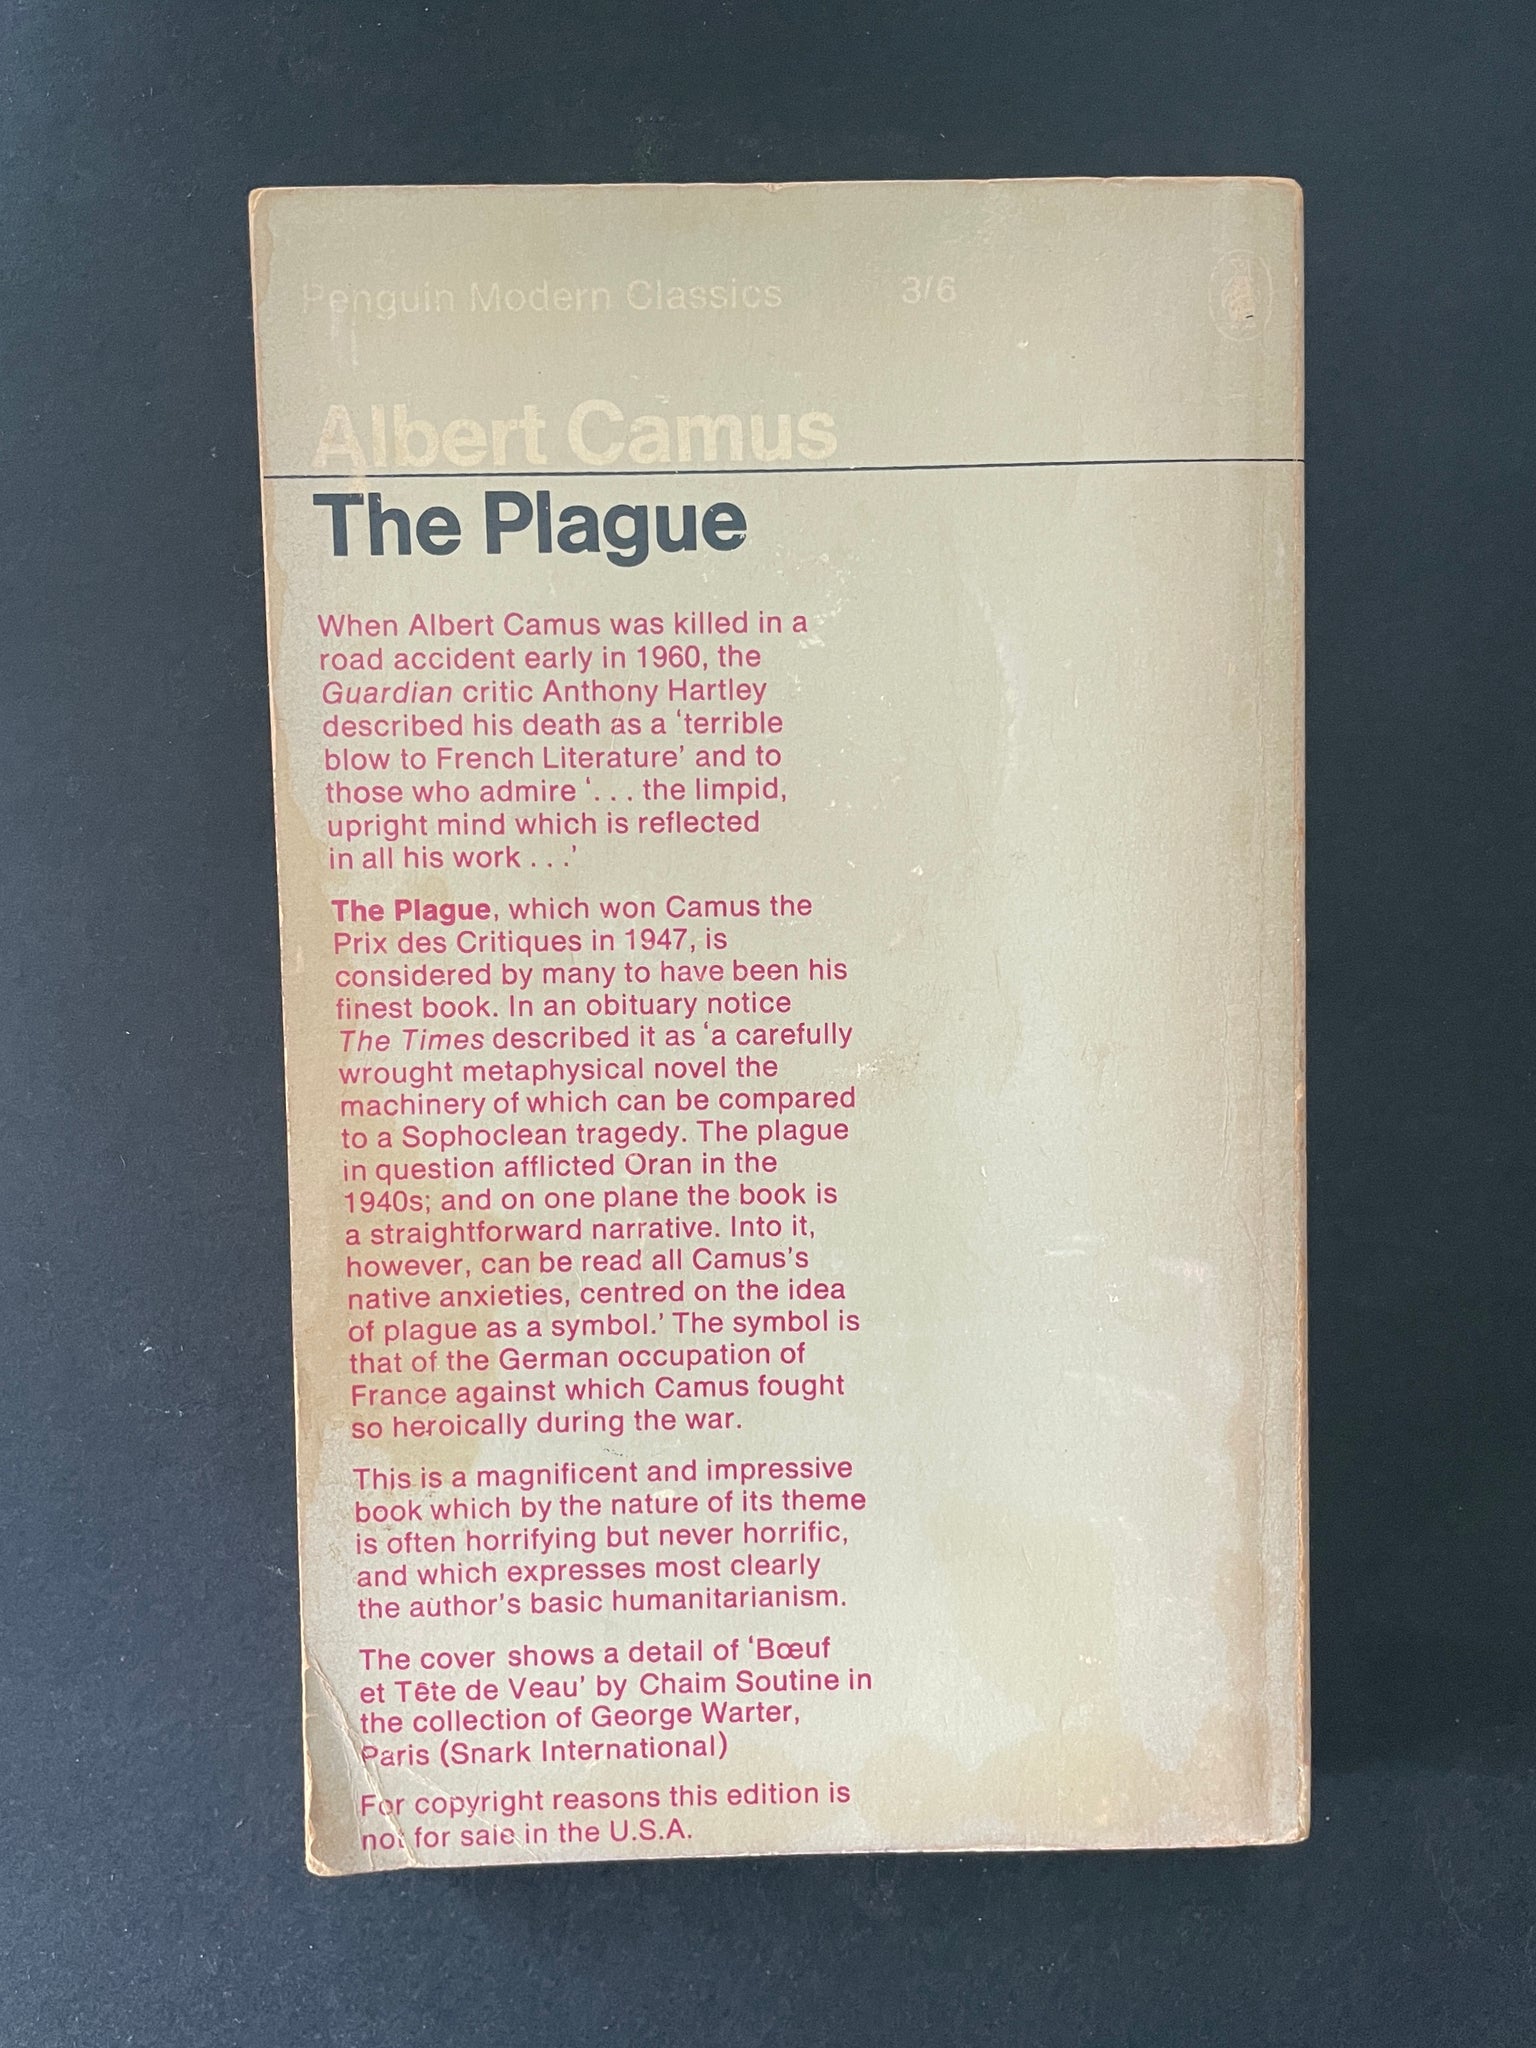 Penguin Modern Classics 3/6
Albert Camus
The Plague
When Albert Camus was killed in a
road accident early in 1960, the
Guardian critic Anthony Hartley
described his death as a ‘terrible
blow to French Literature’ and to
those who admire ‘. . . the limpid,
upright mind which is reflected
in all his work . . .’
The Plague, which won Camus the
Prix des Critiques in 1947, is
considered by many to have been his
finest book. In an obituary notice
The Times described it as ‘a carefully
wrought metaphysical novel the
machinery of which can be compared
to a Sophoclean tragedy. The plague
in question afflicted Oran in the
1940s; and on one plane the book is
a straightforward narrative. Into it,
however, can be read all Camus’s
native anxieties, centred on the idea
of plague as a symbol.’ The symbol is
that of the German occupation of
France against which Camus fought
so heroically during the war.
This is a magnificent and impressive
book which by the nature of its theme
is often horrifying but never horrific,
and which expresses most clearly
the author’s basic humanitarianism.
The cover shows a detail of ‘Bœuf
et Tête de Veau’ by Chaim Soutine in
the collection of George Warter,
Paris (Snark International)
For copyright reasons this edition is
not for sale in the U.S.A.